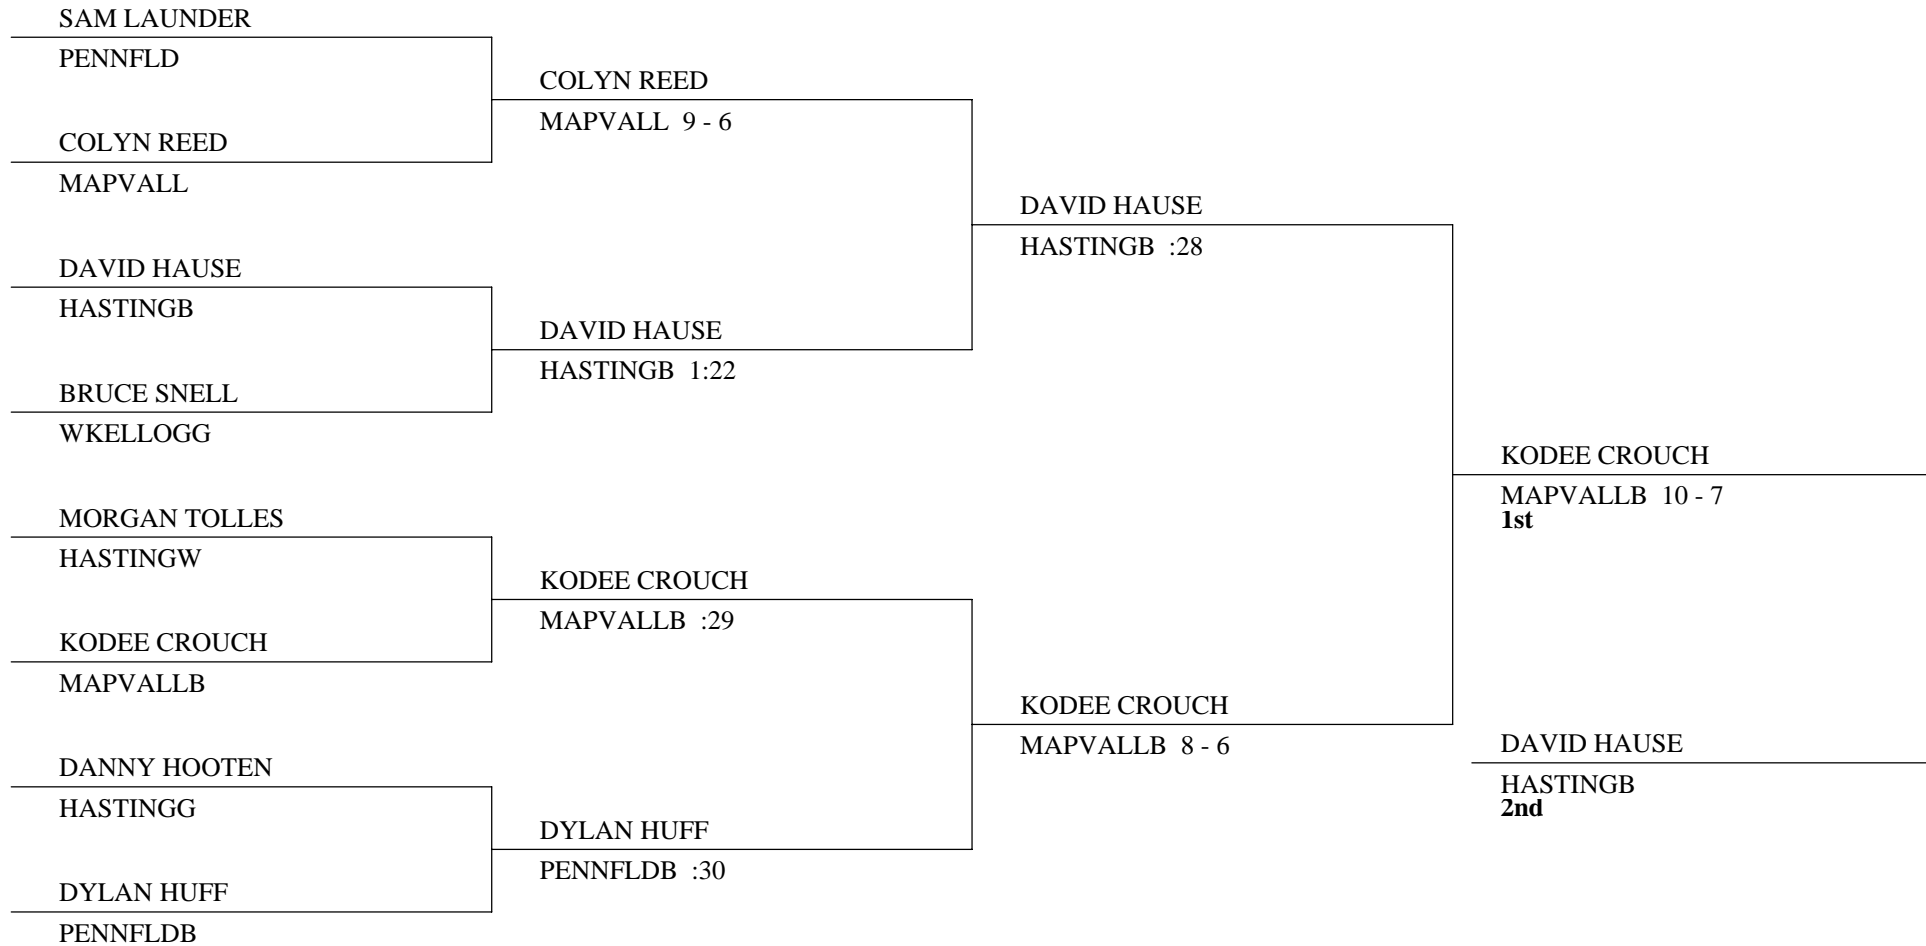 SAM LAUNDER
PENNFLD
COLYN REED
MAPVALL
DAVID HAUSE
HASTINGB
BRUCE SNELL
WKELLOGG
MORGAN TOLLES
HASTINGW
KODEE CROUCH
MAPVALLB
DANNY HOOTEN
HASTINGG
DYLAN HUFF
PENNFLDB
COLYN REED
MAPVALL 9 - 6
DAVID HAUSE
HASTINGB 1:22
KODEE CROUCH
MAPVALLB :29
DYLAN HUFF
PENNFLDB :30
DAVID HAUSE
HASTINGB :28
KODEE CROUCH
MAPVALLB 8 - 6
KODEE CROUCH
MAPVALLB 10 - 7
1st
DAVID HAUSE
HASTINGB
2nd